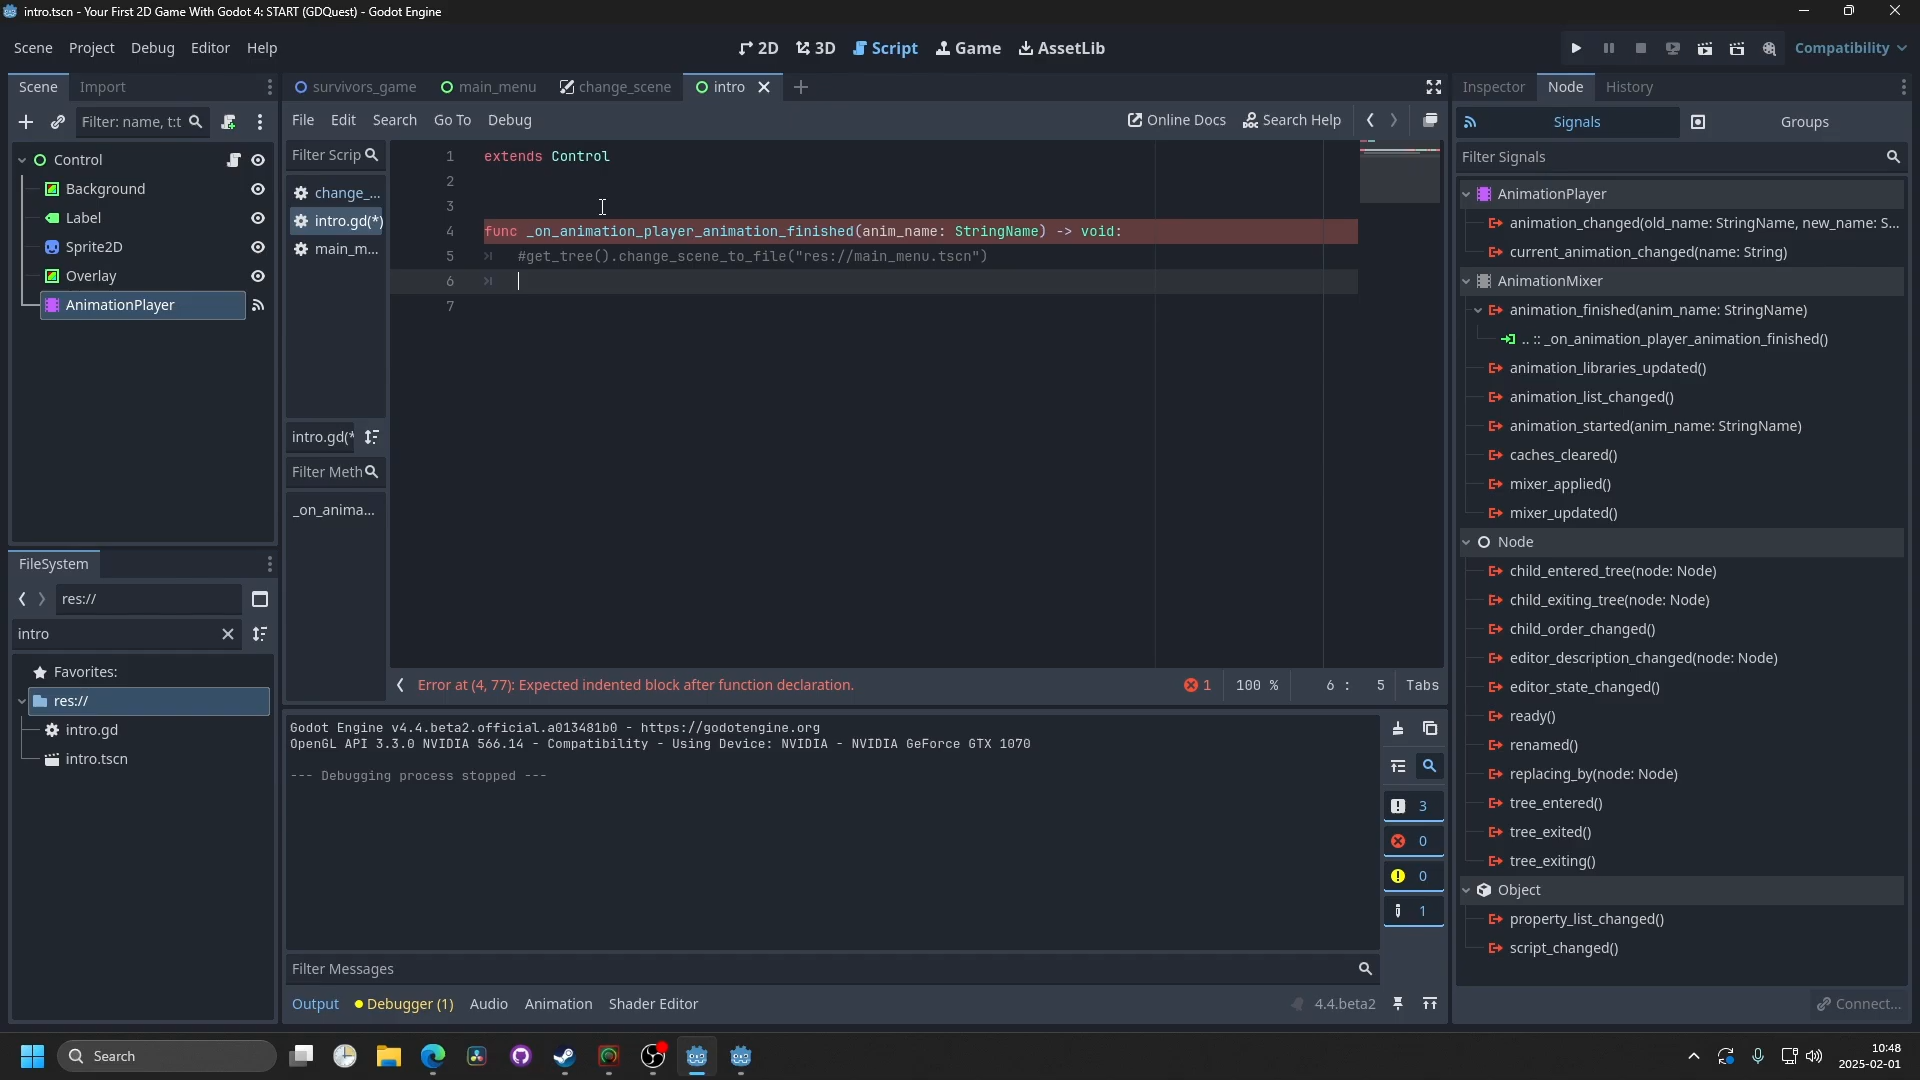 intro.tscn - Your First 2D Game With Godot 4: START (GDQuest) - Godot Engine
Scene Project Debug Editor Help
2D 3D Script Game AssetLib
Compatibility
Scene Import
survivors_game main_menu change_scene intro
Inspector Node History
Filter: name, t:t
File Edit Search Go To Debug
Online Docs Search Help
Signals Groups
Filter Signals
Control
Background
Label
Sprite2D
Overlay
AnimationPlayer
Filter Scrip
change_...
intro.gd(*)
main_m...
intro.gd(*
Filter Meth
_on_anima...
1 extends Control
2
3
4 func _on_animation_player_animation_finished(anim_name: StringName) -> void:
5 #get_tree().change_scene_to_file("res://main_menu.tscn")
6
7
Error at (4, 77): Expected indented block after function declaration.
1 100 % 6 : 5 Tabs
AnimationPlayer
animation_changed(old_name: StringName, new_name: S...
current_animation_changed(name: String)
AnimationMixer
animation_finished(anim_name: StringName)
.. :: _on_animation_player_animation_finished()
animation_libraries_updated()
animation_list_changed()
animation_started(anim_name: StringName)
caches_cleared()
mixer_applied()
mixer_updated()
Node
child_entered_tree(node: Node)
child_exiting_tree(node: Node)
child_order_changed()
editor_description_changed(node: Node)
editor_state_changed()
ready()
renamed()
replacing_by(node: Node)
tree_entered()
tree_exited()
tree_exiting()
Object
property_list_changed()
script_changed()
Connect...
FileSystem
res://
intro
Favorites:
res://
intro.gd
intro.tscn
Godot Engine v4.4.beta2.official.a013481b0 - https://godotengine.org
OpenGL API 3.3.0 NVIDIA 566.14 - Compatibility - Using Device: NVIDIA - NVIDIA GeForce GTX 1070
--- Debugging process stopped ---
3
0
0
1
Filter Messages
Output Debugger (1) Audio Animation Shader Editor
4.4.beta2
Search
10:48
2025-02-01